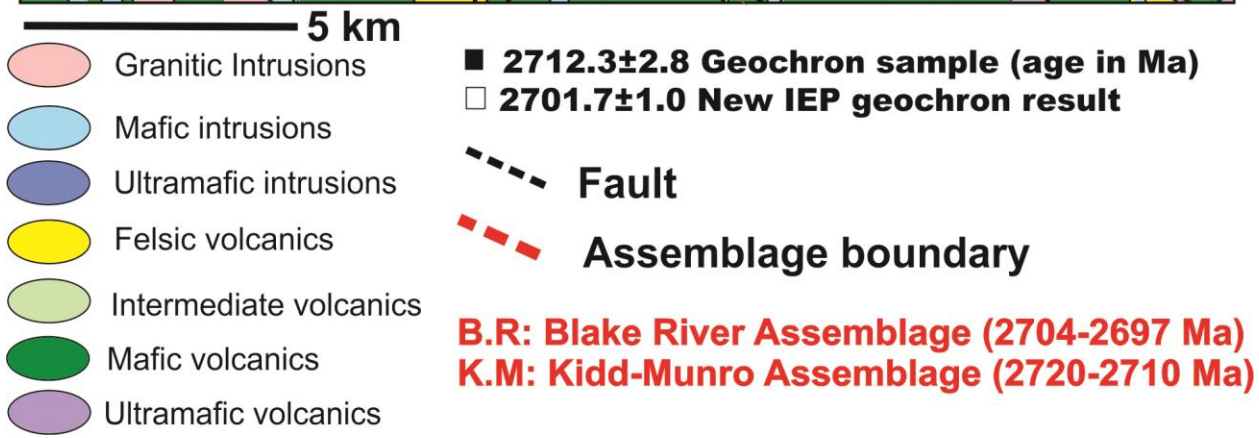 5 km
Granitic Intrusions
Mafic intrusions
Ultramafic intrusions
Felsic volcanics
Intermediate volcanics
Mafic volcanics
Ultramafic volcanics
2712.3±2.8 Geochron sample (age in Ma)
2701.7±1.0 New IEP geochron result
Fault
Assemblage boundary
B.R: Blake River Assemblage (2704-2697 Ma)
K.M: Kidd-Munro Assemblage (2720-2710 Ma)